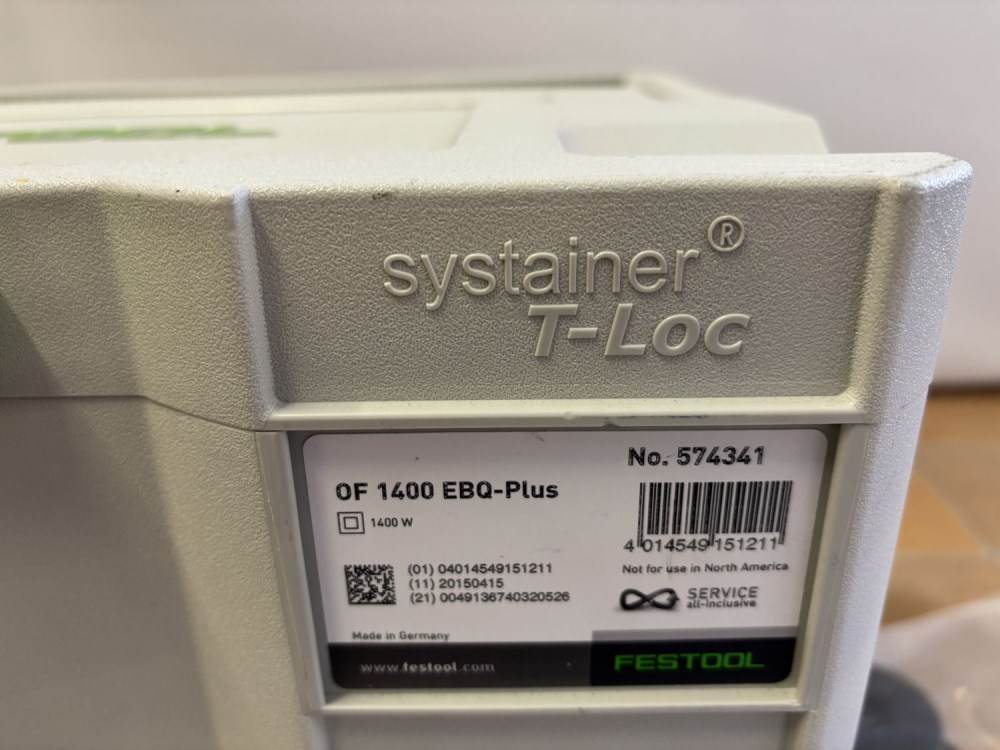 systainer®
T-Loc
No. 574341
OF 1400 EBQ-Plus
1400 W
4 014549 151211
Not for use in North America
(01) 04014549151211
(11) 20150415
(21) 0049136740320526
SERVICE
all-inclusive
Made in Germany
www.festool.com
FESTOOL